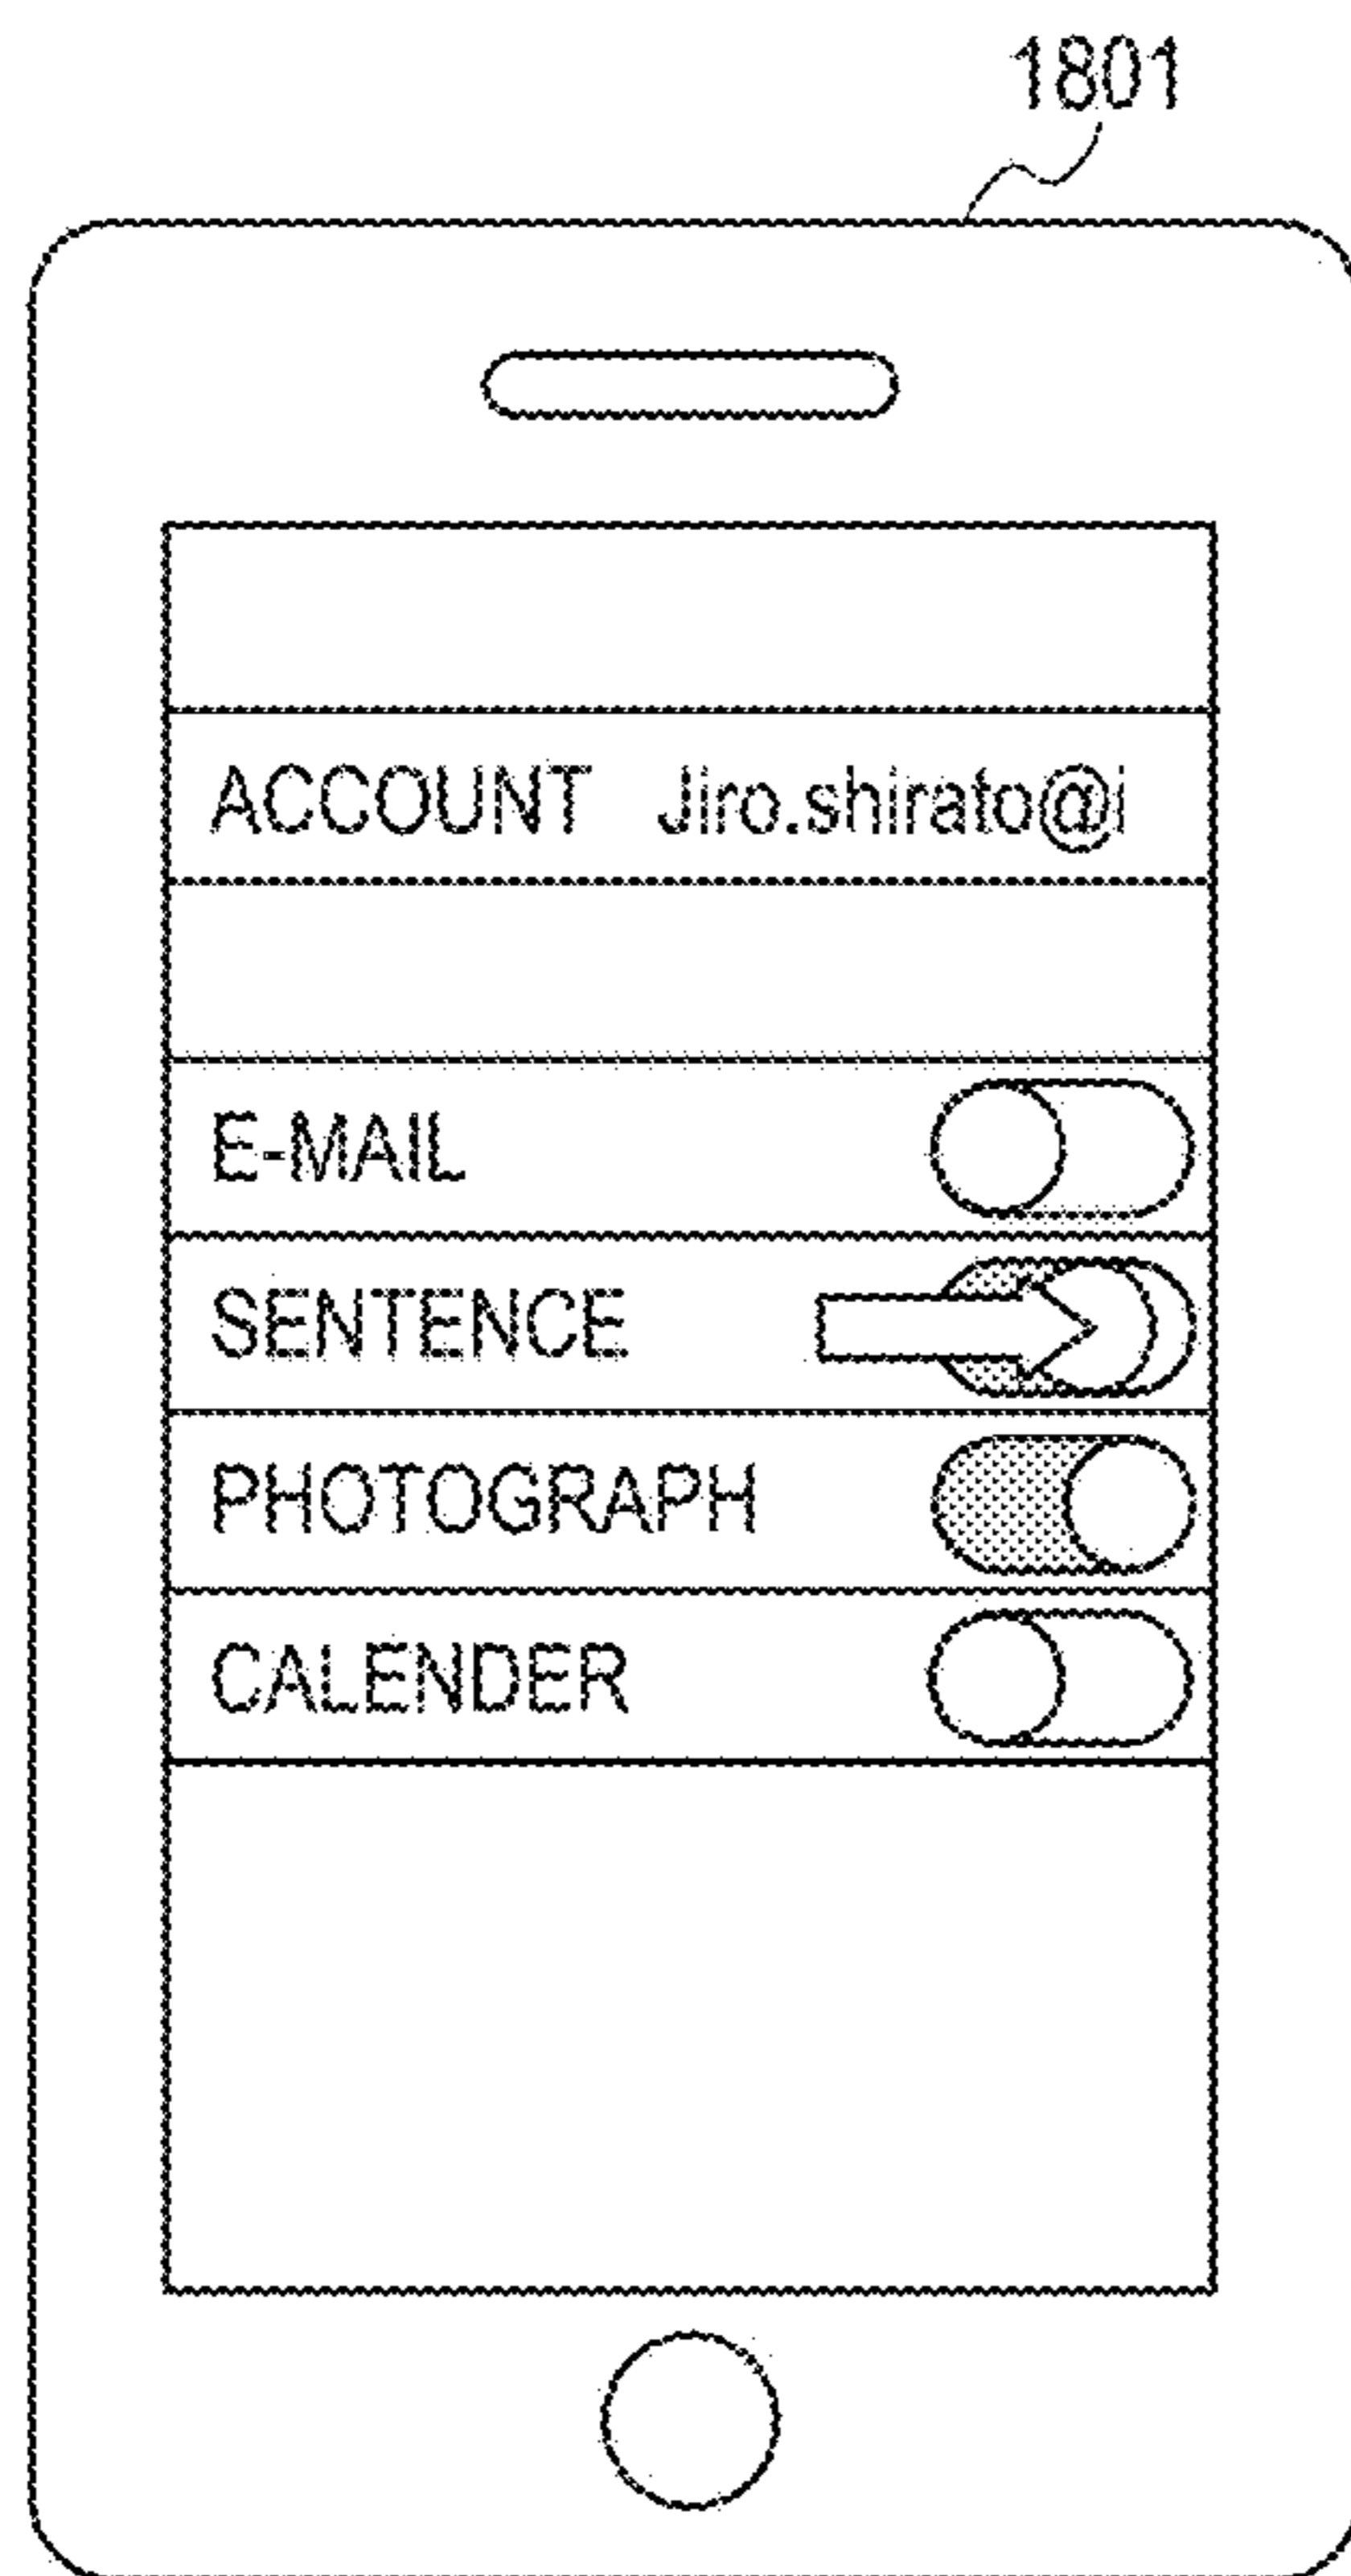 1801
ACCOUNT Jiro.shirato@i
E-MAIL
SENTENCE
PHOTOGRAPH
CALENDER